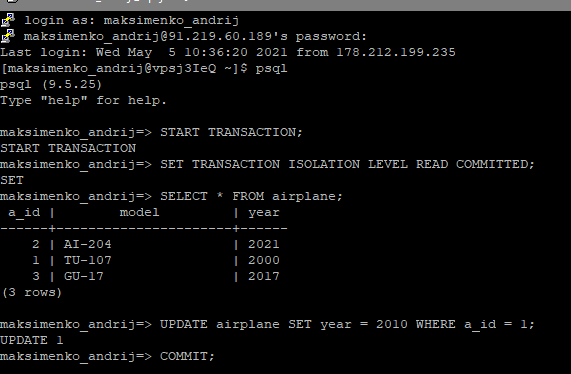 login as: maksimenko_andrij
maksimenko_andrij@91.219.60.189's password:
Last login: Wed May  5 10:36:20 2021 from 178.212.199.235
[maksimenko_andrij@vpsj3IeQ ~]$ psql
psql (9.5.25)
Type "help" for help.

maksimenko_andrij=> START TRANSACTION;
START TRANSACTION
maksimenko_andrij=> SET TRANSACTION ISOLATION LEVEL READ COMMITTED;
SET
maksimenko_andrij=> SELECT * FROM airplane;
 a_id |        model         | year
------+----------------------+------
    2 | AI-204               | 2021
    1 | TU-107               | 2000
    3 | GU-17                | 2017
(3 rows)

maksimenko_andrij=> UPDATE airplane SET year = 2010 WHERE a_id = 1;
UPDATE 1
maksimenko_andrij=> COMMIT;